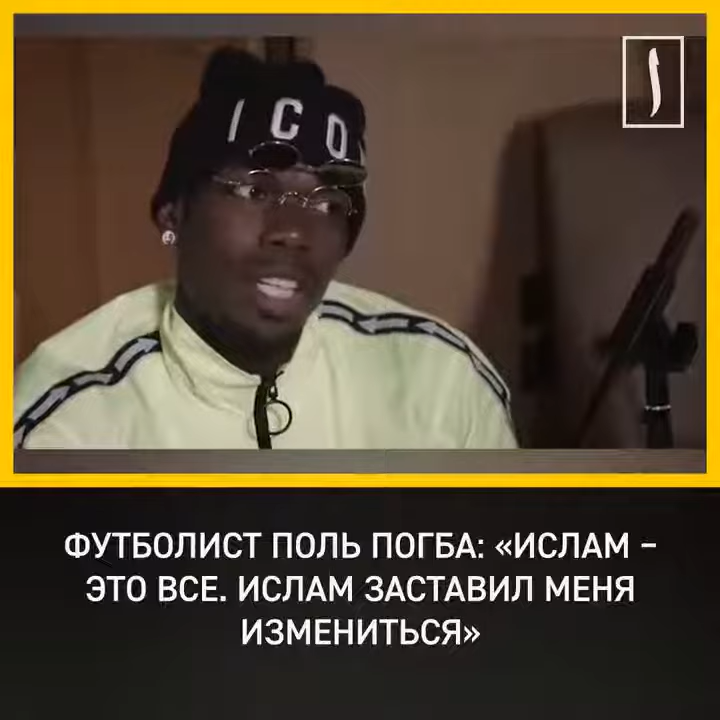 ICO
ФУТБОЛИСТ ПОЛЬ ПОГБА: «ИСЛАМ –
ЭТО ВСЕ. ИСЛАМ ЗАСТАВИЛ МЕНЯ
ИЗМЕНИТЬСЯ»